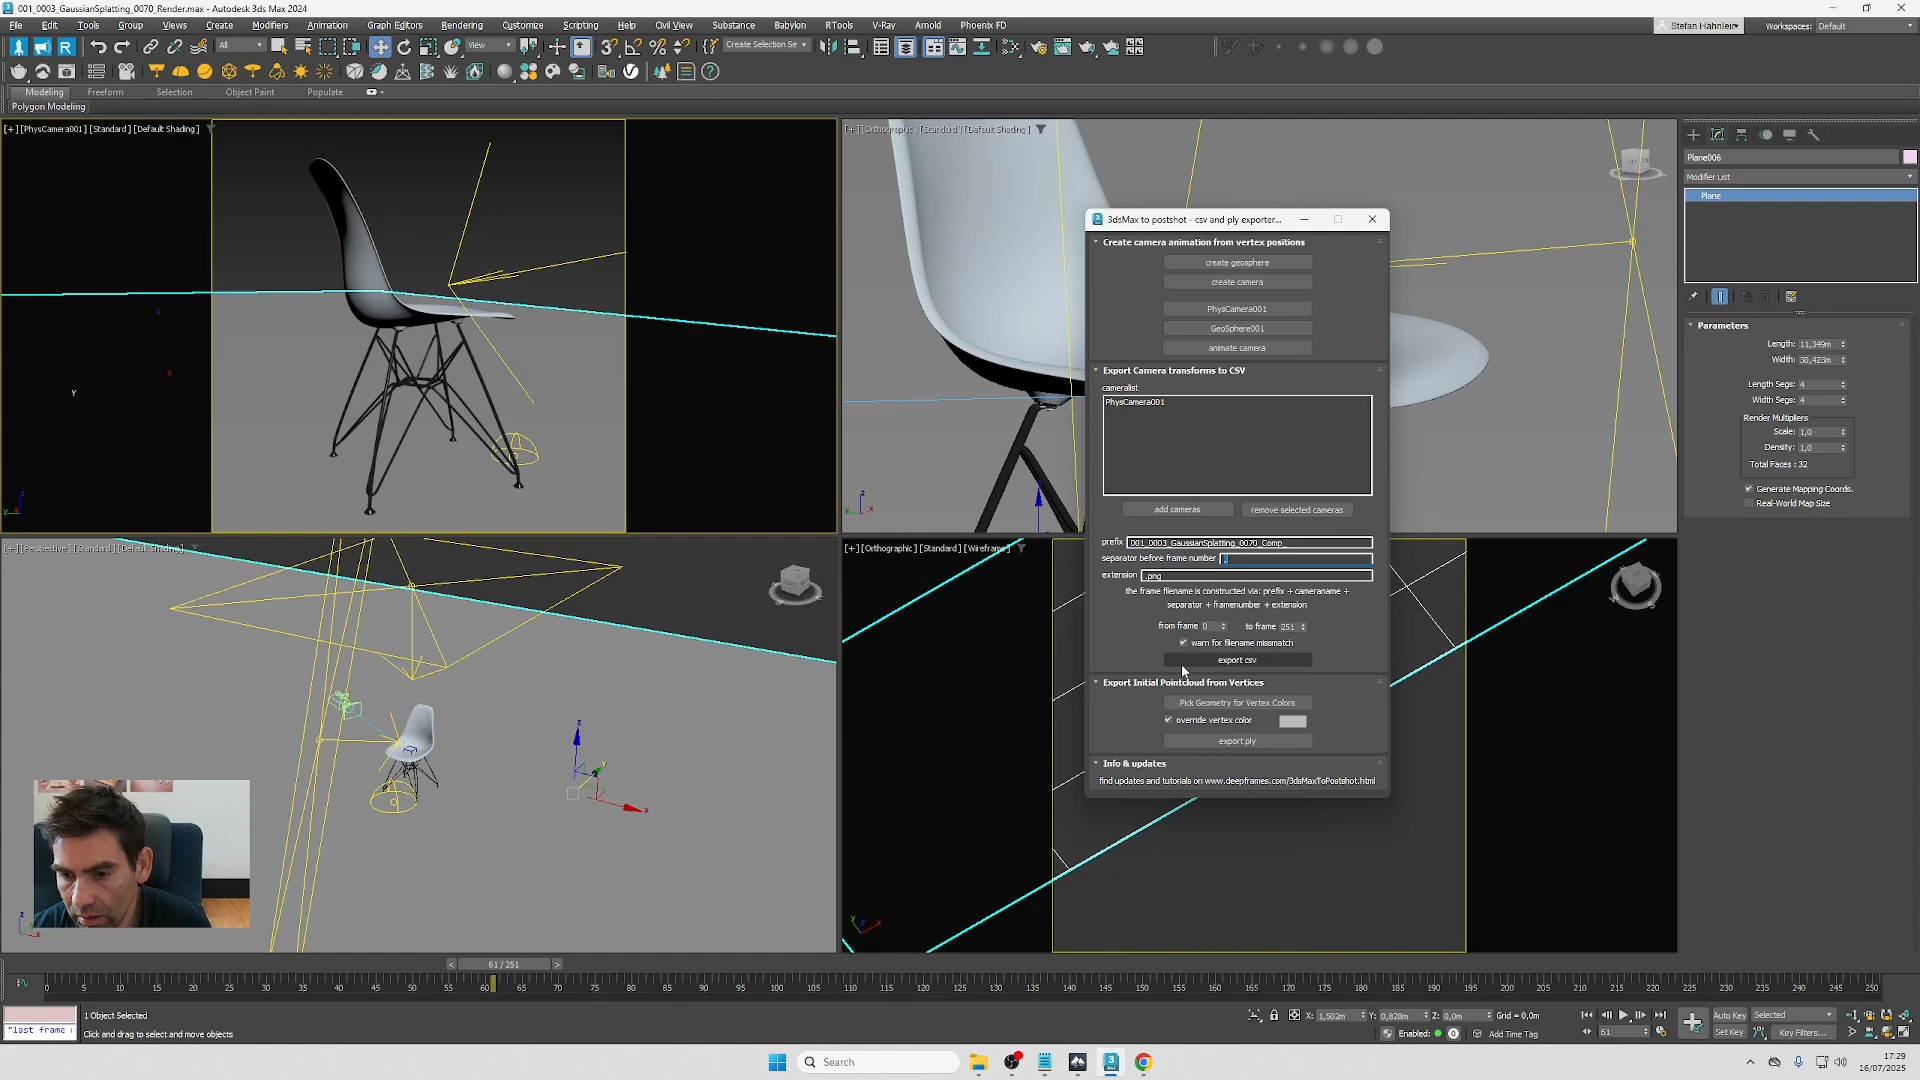 001_0003_GaussianSplatting_0070_Render.max - Autodesk 3ds Max 2024
File Edit Tools Group Views Create Modifiers Animation Graph Editors Rendering Customize Scripting Help Civil View Substance Babylon RTools V-Ray Arnold Phoenix FD
Workspaces: Default
All
View
Create Selection Se
Modeling Freeform Selection Object Paint Populate
Polygon Modeling
[+] [PhysCamera001] [Standard] [Default Shading]
[+] [Orthographic] [Standard] [Default Shading]
3dsMax to postshot - csv and ply exporter...
Create camera animation from vertex positions
create geosphere
create camera
PhysCamera001
GeoSphere001
animate camera
Export Camera transforms to CSV
cameralist
PhysCamera001
add cameras
remove selected cameras
prefix 001_0003_GaussianSplatting_0070_Comp_
separator before frame number
extension .png
the frame filename is constructed via: prefix + cameraname +
separator + framenumber + extension
from frame 0 to frame 251
warn for filename missmatch
export csv
Export Initial Pointcloud from Vertices
Pick Geometry for Vertex Colors
override vertex color
export ply
Info & updates
find updates and tutorials on www.deepframes.com/3dsMaxToPostshot.html
Plane006
Modifier List
Plane
Parameters
Length: 11,349m
Width: 30,423m
Length Segs: 4
Width Segs: 4
Render Multipliers
Scale: 1,0
Density: 1,0
Total Faces : 32
Generate Mapping Coords.
Real-World Map Size
[+] [Perspective] [Standard] [Default Shading]
[+] [Orthographic] [Standard] [Wireframe]
61 / 251
0 5 10 15 20 25 30 35 40 45 50 55 60 65 70 75 80 85 90 95 100 105 110 115 120 125 130 135 140 145 150 155 160 165 170 175 180 185 190 195 200 205 210 215 220 225 230 235 240 245 250
1 Object Selected
"last frame
Click and drag to select and move objects
X: 1,502m Y: 0,828m Z: 0,0m Grid = 0,0m
Enabled: Add Time Tag
Auto Key Selected
Set Key Key Filters...
61
Search
17:29
16/07/2025